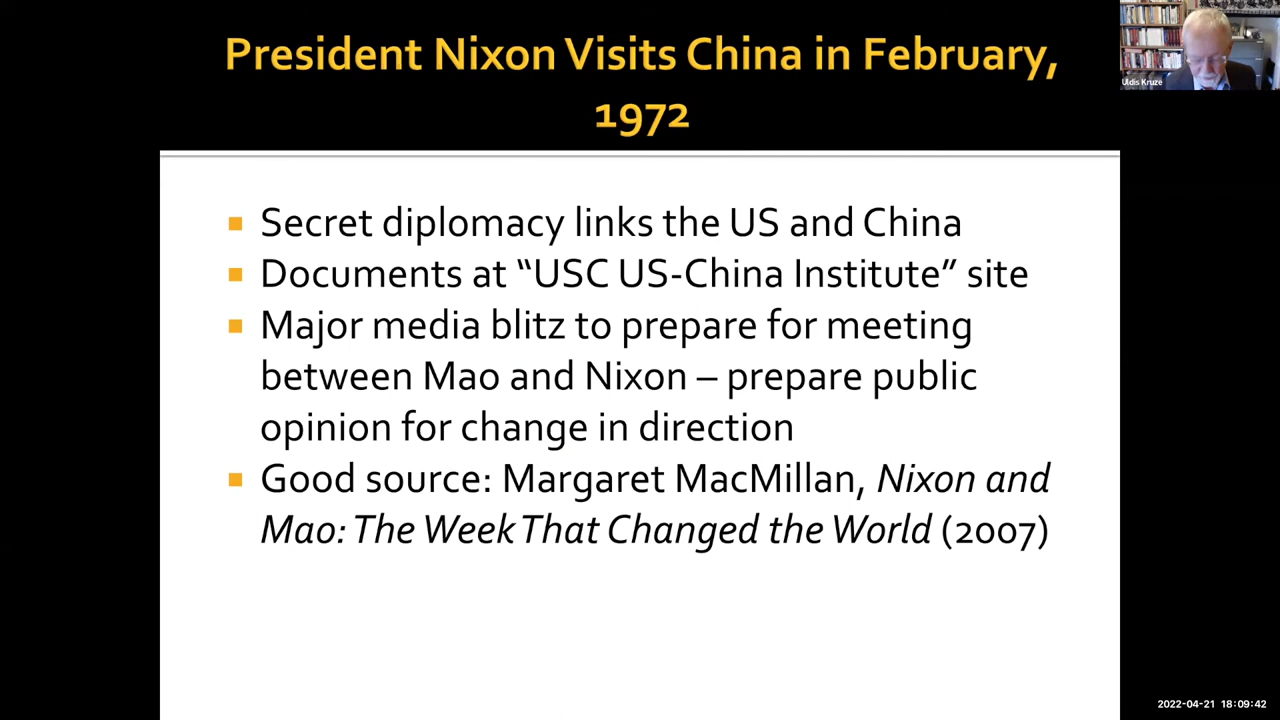 President Nixon Visits China in February,
1972
Uldis Kruze
■ Secret diplomacy links the US and China
■ Documents at “USC US-China Institute” site
■ Major media blitz to prepare for meeting
between Mao and Nixon – prepare public
opinion for change in direction
■ Good source: Margaret MacMillan, Nixon and
Mao: The Week That Changed the World (2007)
2022-04-21 18:09:42